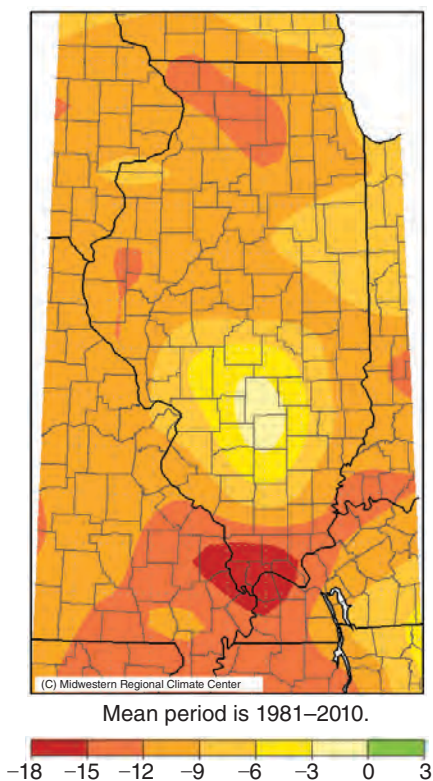 (C) Midwestern Regional Climate Center
Mean period is 1981–2010.
−18 −15 −12 −9 −6 −3 0 3